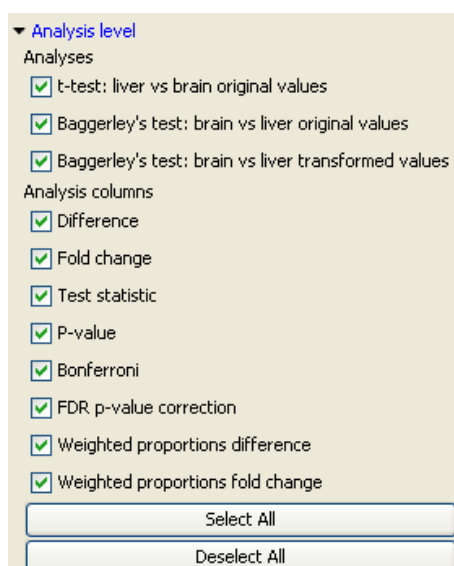 Analysis level
Analyses
t-test: liver vs brain original values
Baggerley's test: brain vs liver original values
Baggerley's test: brain vs liver transformed values
Analysis columns
Difference
Fold change
Test statistic
P-value
Bonferroni
FDR p-value correction
Weighted proportions difference
Weighted proportions fold change
Select All
Deselect All